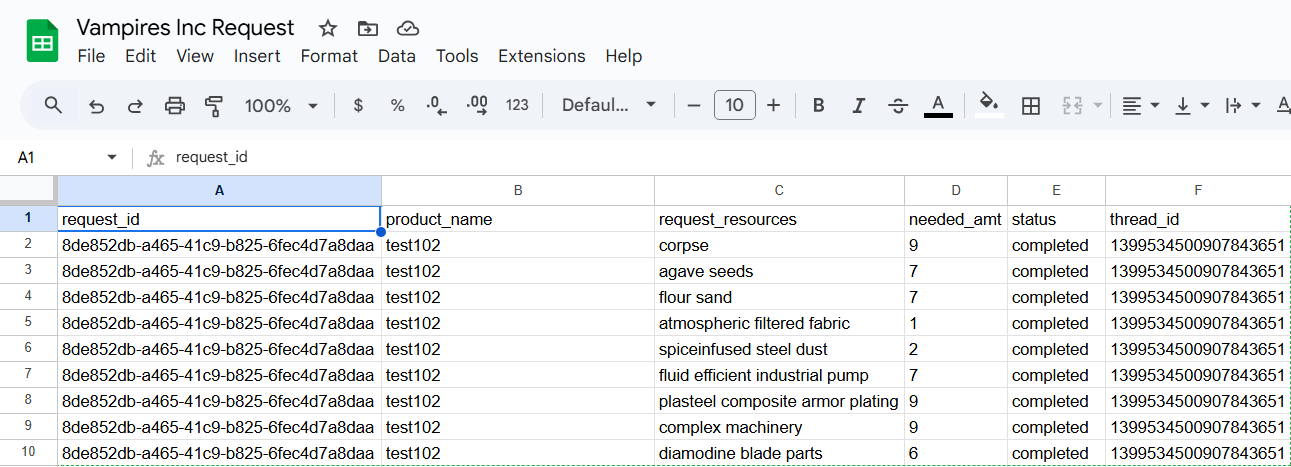 Vampires Inc Request
File Edit View Insert Format Data Tools Extensions Help
100% $ % .0 .00 123 Defaul... − 10 + B I S A A
A1 fx request_id
A B C D E F
1 request_id product_name request_resources needed_amt status thread_id
2 8de852db-a465-41c9-b825-6fec4d7a8daa test102 corpse 9 completed 1399534500907843651
3 8de852db-a465-41c9-b825-6fec4d7a8daa test102 agave seeds 7 completed 1399534500907843651
4 8de852db-a465-41c9-b825-6fec4d7a8daa test102 flour sand 7 completed 1399534500907843651
5 8de852db-a465-41c9-b825-6fec4d7a8daa test102 atmospheric filtered fabric 1 completed 1399534500907843651
6 8de852db-a465-41c9-b825-6fec4d7a8daa test102 spiceinfused steel dust 2 completed 1399534500907843651
7 8de852db-a465-41c9-b825-6fec4d7a8daa test102 fluid efficient industrial pump 7 completed 1399534500907843651
8 8de852db-a465-41c9-b825-6fec4d7a8daa test102 plasteel composite armor plating 9 completed 1399534500907843651
9 8de852db-a465-41c9-b825-6fec4d7a8daa test102 complex machinery 9 completed 1399534500907843651
10 8de852db-a465-41c9-b825-6fec4d7a8daa test102 diamodine blade parts 6 completed 1399534500907843651